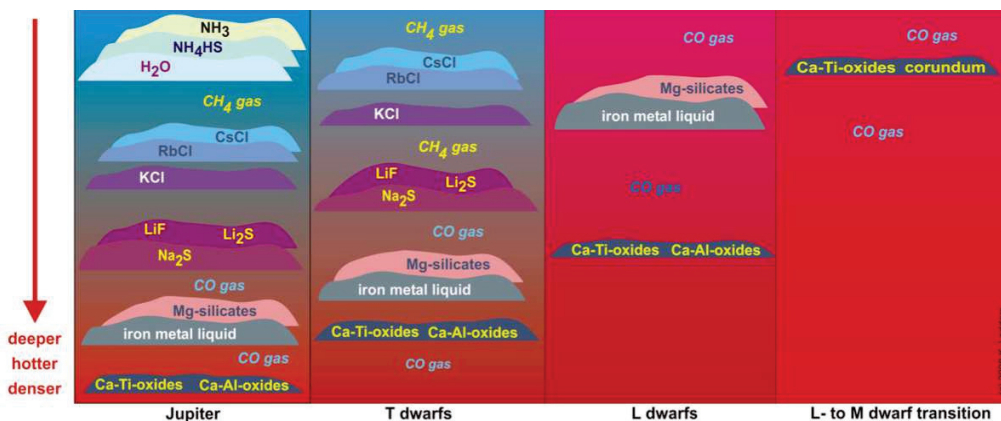 NH3
NH4HS
H2O
CH4 gas
CsCl
RbCl
KCl
LiF
Li2S
Na2S
CO gas
Mg-silicates
iron metal liquid
CO gas
Ca-Ti-oxides Ca-Al-oxides
Jupiter
CH4 gas
CsCl
RbCl
KCl
CH4 gas
LiF
Li2S
Na2S
CO gas
Mg-silicates
iron metal liquid
Ca-Ti-oxides Ca-Al-oxides
CO gas
T dwarfs
CO gas
Mg-silicates
iron metal liquid
CO gas
Ca-Ti-oxides Ca-Al-oxides
L dwarfs
CO gas
Ca-Ti-oxides corundum
CO gas
L- to M dwarf transition
deeper
hotter
denser